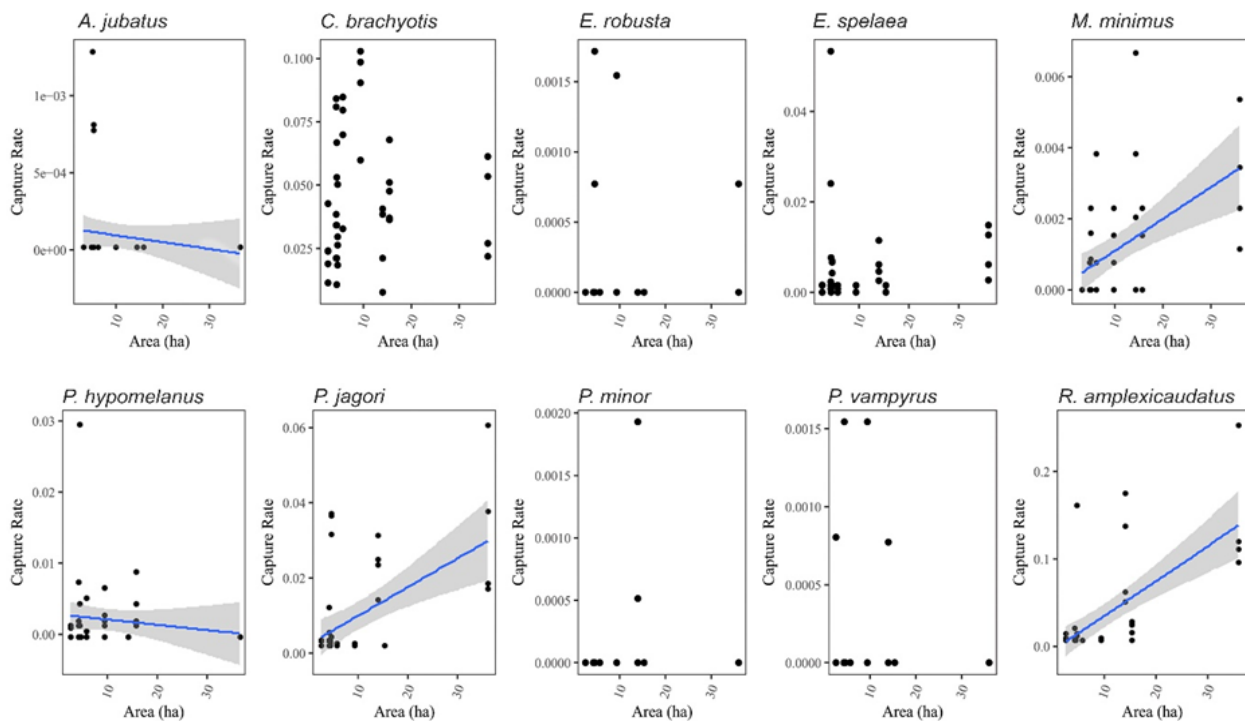 A. jubatus
C. brachyotis
E. robusta
E. spelaea
M. minimus
Capture Rate
1e−03
5e−04
0e+00
10
20
30
Area (ha)
Capture Rate
0.100
0.075
0.050
0.025
10
20
30
Area (ha)
Capture Rate
0.0015
0.0010
0.0005
0.0000
10
20
30
Area (ha)
Capture Rate
0.04
0.02
0.00
10
20
30
Area (ha)
Capture Rate
0.006
0.004
0.002
0.000
10
20
30
Area (ha)
P. hypomelanus
P. jagori
P. minor
P. vampyrus
R. amplexicaudatus
Capture Rate
0.03
0.02
0.01
0.00
10
20
30
Area (ha)
Capture Rate
0.06
0.04
0.02
0.00
10
20
30
Area (ha)
Capture Rate
0.0020
0.0015
0.0010
0.0005
0.0000
10
20
30
Area (ha)
Capture Rate
0.0015
0.0010
0.0005
0.0000
10
20
30
Area (ha)
Capture Rate
0.2
0.1
0.0
10
20
30
Area (ha)